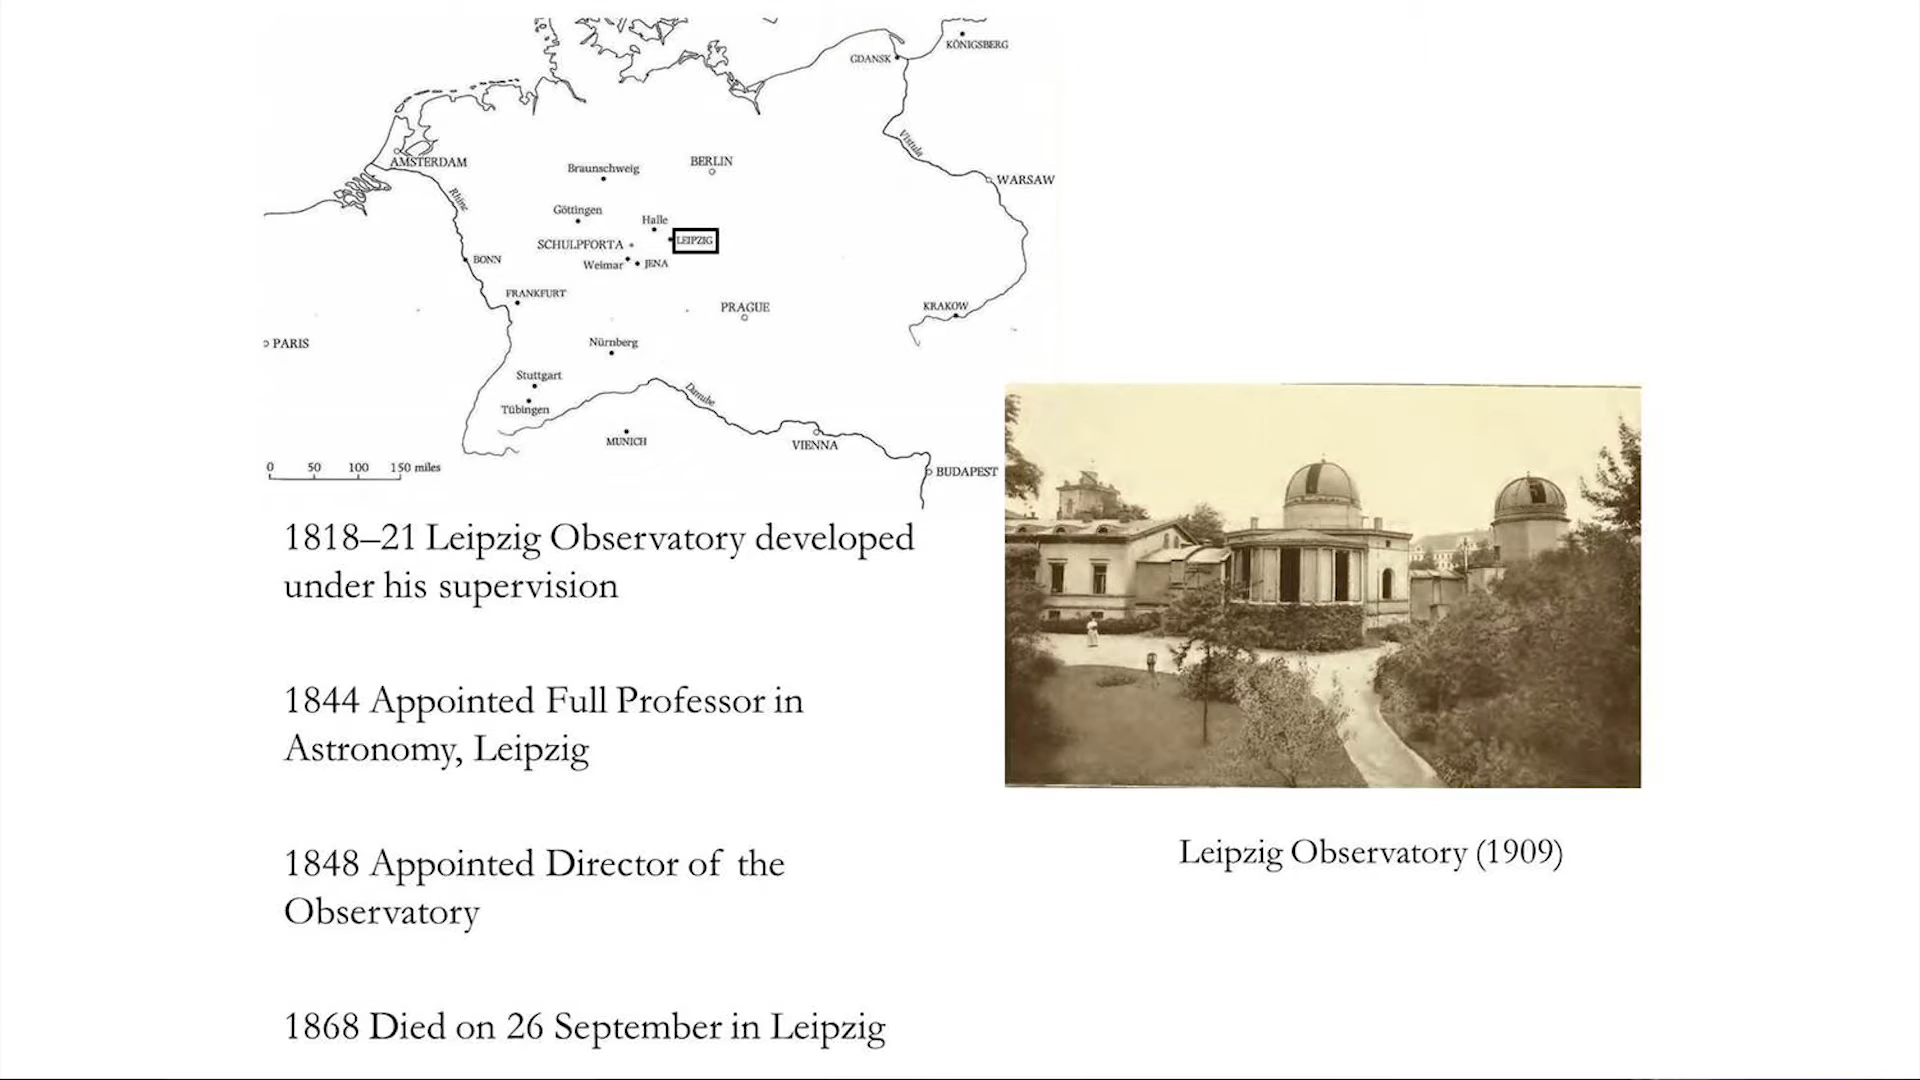 KÖNIGSBERG
GDANSK
Vistula
AMSTERDAM
BERLIN
Braunschweig
WARSAW
Rhine
Göttingen
Halle
LEIPZIG
SCHULPFORTA
BONN
Weimar
JENA
FRANKFURT
PRAGUE
KRAKOW
PARIS
Nürnberg
Stuttgart
Danube
Tübingen
MUNICH
VIENNA
0 50 100 150 miles
BUDAPEST
1818–21 Leipzig Observatory developed
under his supervision
1844 Appointed Full Professor in
Astronomy, Leipzig
1848 Appointed Director of the
Observatory
1868 Died on 26 September in Leipzig
Leipzig Observatory (1909)